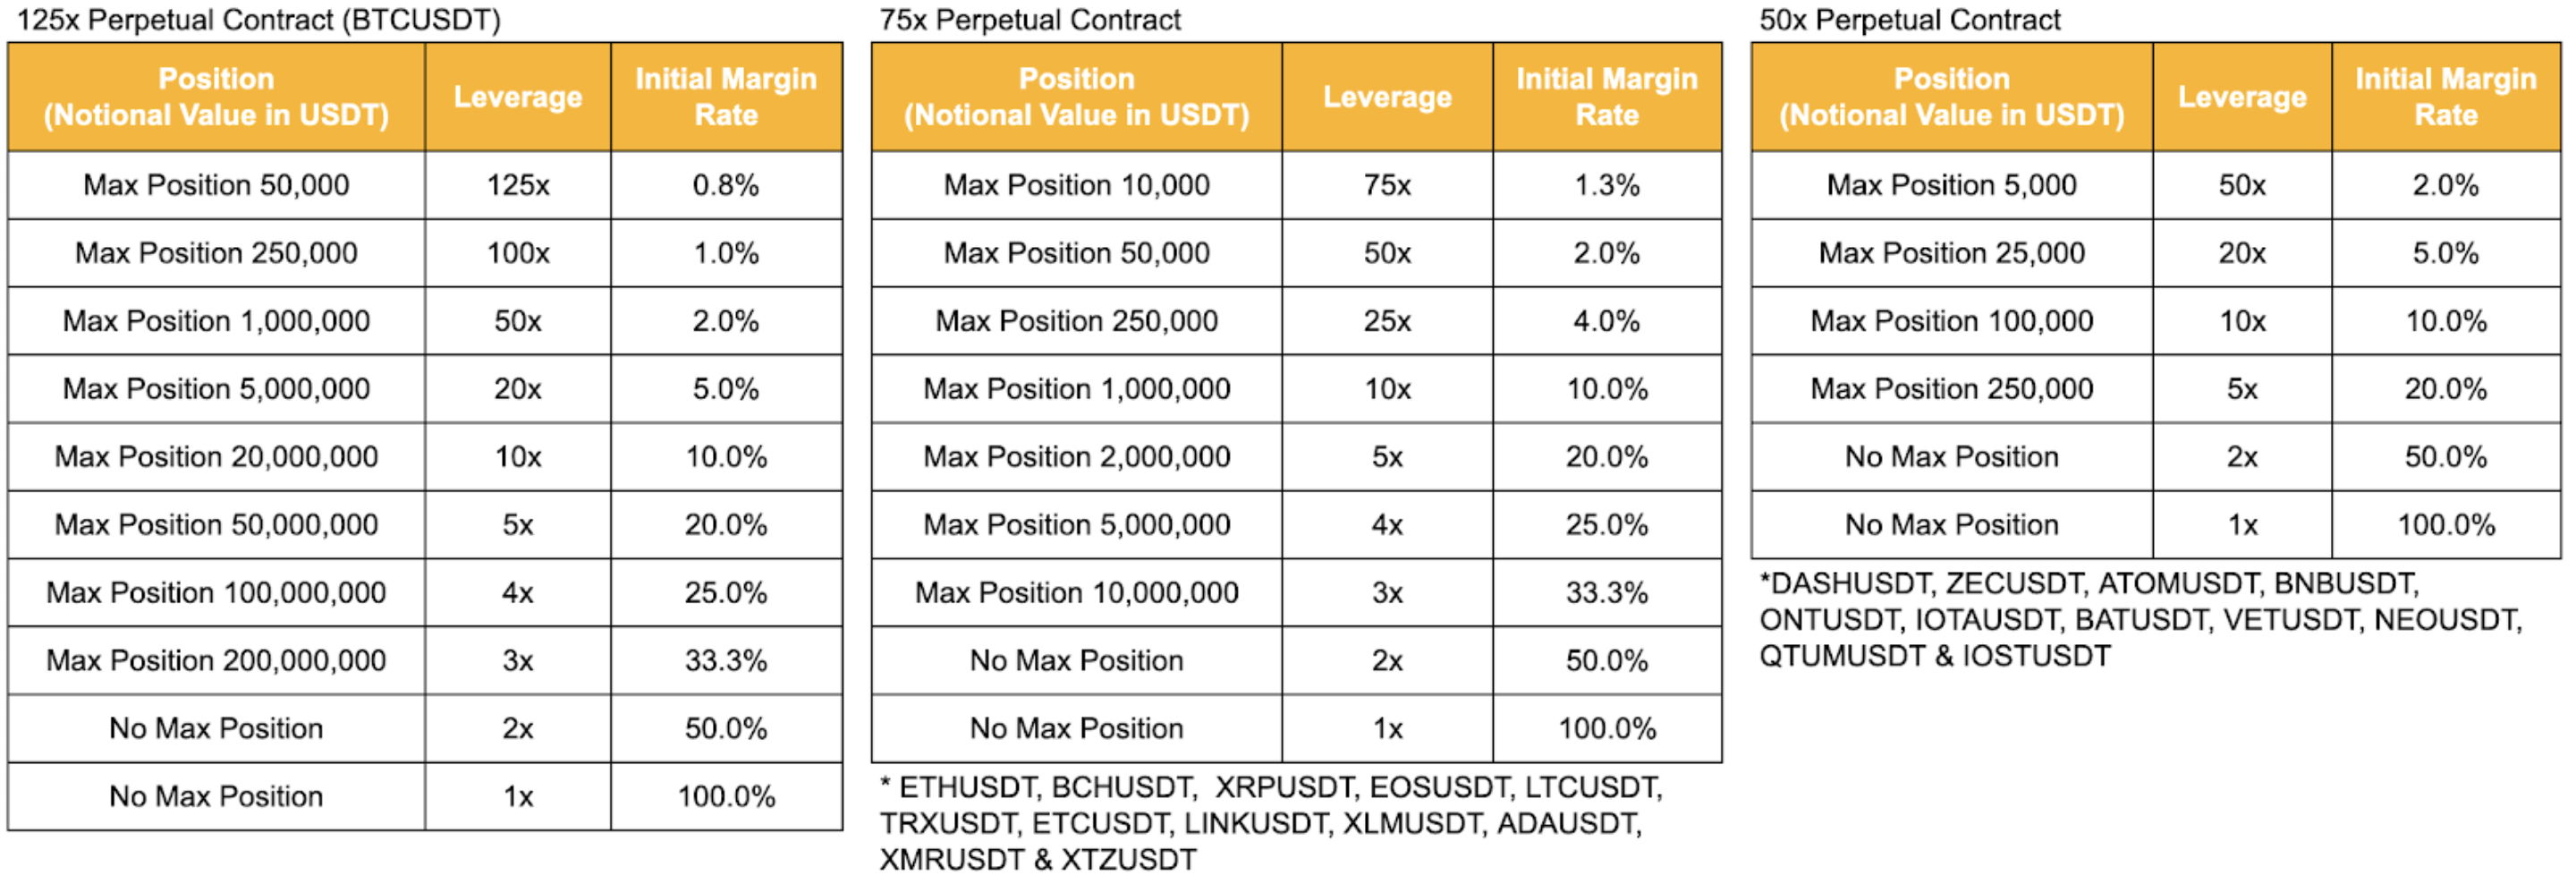 125x Perpetual Contract (BTCUSDT)
Position
(Notional Value in USDT)
Leverage
Initial Margin
Rate
Max Position 50,000 125x 0.8%
Max Position 250,000 100x 1.0%
Max Position 1,000,000 50x 2.0%
Max Position 5,000,000 20x 5.0%
Max Position 20,000,000 10x 10.0%
Max Position 50,000,000 5x 20.0%
Max Position 100,000,000 4x 25.0%
Max Position 200,000,000 3x 33.3%
No Max Position 2x 50.0%
No Max Position 1x 100.0%
75x Perpetual Contract
Position
(Notional Value in USDT)
Leverage
Initial Margin
Rate
Max Position 10,000 75x 1.3%
Max Position 50,000 50x 2.0%
Max Position 250,000 25x 4.0%
Max Position 1,000,000 10x 10.0%
Max Position 2,000,000 5x 20.0%
Max Position 5,000,000 4x 25.0%
Max Position 10,000,000 3x 33.3%
No Max Position 2x 50.0%
No Max Position 1x 100.0%
* ETHUSDT, BCHUSDT, XRPUSDT, EOSUSDT, LTCUSDT,
TRXUSDT, ETCUSDT, LINKUSDT, XLMUSDT, ADAUSDT,
XMRUSDT & XTZUSDT
50x Perpetual Contract
Position
(Notional Value in USDT)
Leverage
Initial Margin
Rate
Max Position 5,000 50x 2.0%
Max Position 25,000 20x 5.0%
Max Position 100,000 10x 10.0%
Max Position 250,000 5x 20.0%
No Max Position 2x 50.0%
No Max Position 1x 100.0%
*DASHUSDT, ZECUSDT, ATOMUSDT, BNBUSDT,
ONTUSDT, IOTAUSDT, BATUSDT, VETUSDT, NEOUSDT,
QTUMUSDT & IOSTUSDT